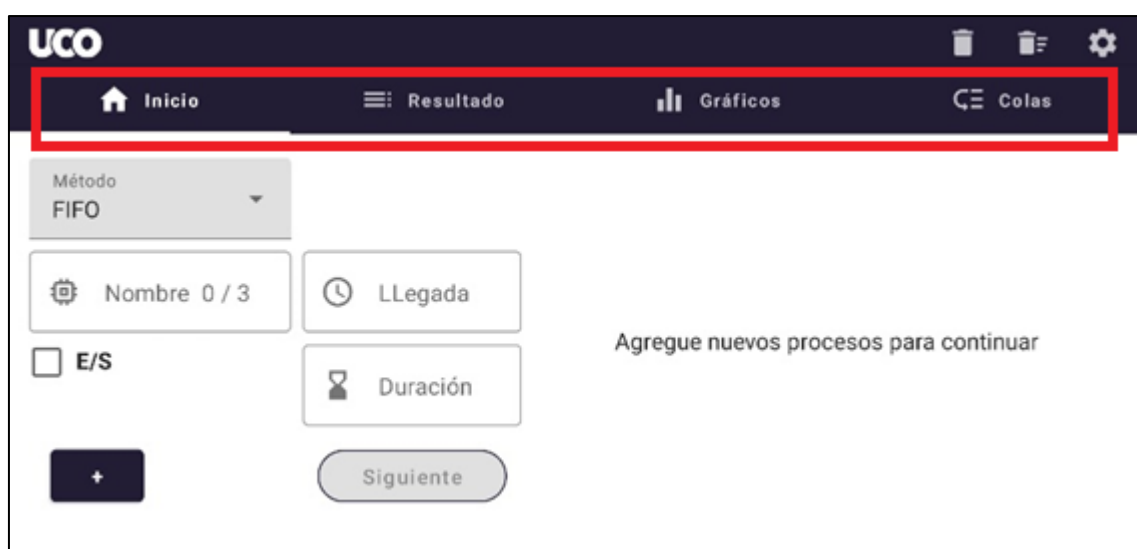 UCO
Inicio Resultado Gráficos Colas
Método
FIFO
Nombre 0 / 3 LLegada
Agregue nuevos procesos para continuar
E/S
Duración
+ Siguiente